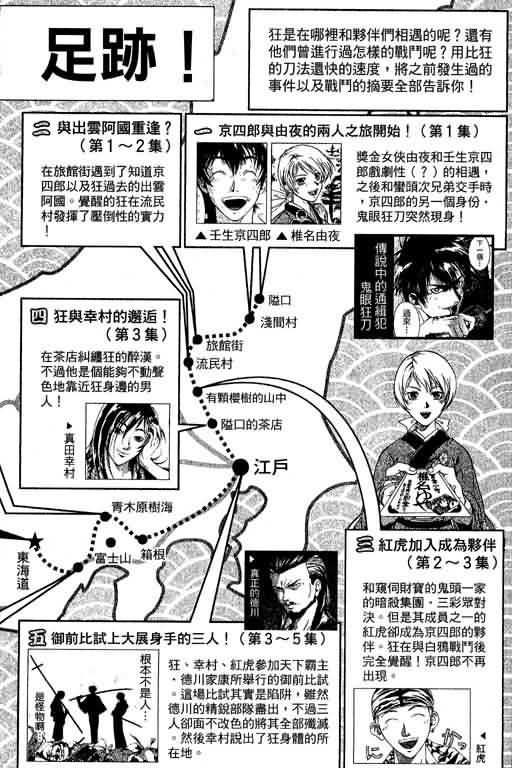 足跡！
狂是在哪裡和夥伴們相遇的呢？還有
他們曾進行過怎樣的戰鬥呢？用比狂
的刀法還快的速度，將之前發生過的
事件以及戰鬥的摘要全部告訴你！
一 京四郎與由夜的兩人之旅開始！（第１集）
獎金女俠由夜和壬生京四
郎戲劇性（？）的相遇，
之後和蠻頭次兄弟交手時
，京四郎的另一個身份，
鬼眼狂刀突然現身！
▲壬生京四郎
▲椎名由夜
傳說中的通緝犯
鬼眼狂刀
下一個…
過來…
二 與出雲阿國重逢？
（第１～２集）
在旅館街遇到了知道京
四郎以及狂過去的出雲
阿國。覺醒的狂在流民
村發揮了壓倒性的實力
！
四 狂與幸村的邂逅！
（第３集）
在茶店糾纏狂的醉漢。
不過他是個能夠不動聲
色地靠近狂身邊的男
人！
▶真田幸村
隘口
淺間村
旅館街
流民村
有顆櫻樹的山中
隘口的茶店
江戶
青木原樹海
富士山
箱根
東海道
三 紅虎加入成為夥伴
（第２～３集）
和窺伺財寶的鬼頭一家
的暗殺集團，三彩眾對
決。但是其成員之一的
紅虎卻成為京四郎的夥
伴。狂在與白鴉戰鬥後
完全覺醒！京四郎不再
出現。
◀紅虎
に
こっ
▶真正的德川
五 御前比試上大展身手的三人！（第３～５集）
狂、幸村、紅虎參加天下霸主
．德川家康所舉行的御前比試
。這場比試其實是陷阱，雖然
德川的精銳部隊盡出，不過三
人卻面不改色的將其全部殲滅
。然後幸村說出了狂身體的所
在地。
根本不是人…
是怪物啊…